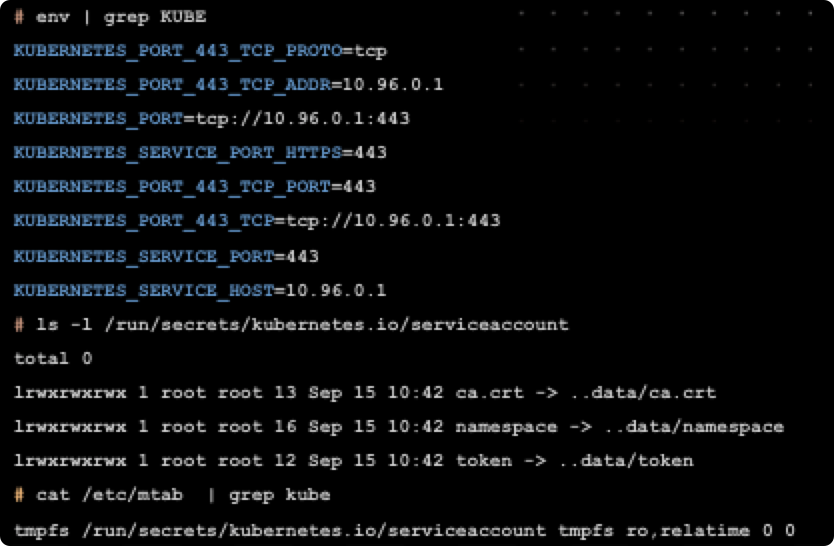 # env | grep KUBE
KUBERNETES_PORT_443_TCP_PROTO=tcp
KUBERNETES_PORT_443_TCP_ADDR=10.96.0.1
KUBERNETES_PORT=tcp://10.96.0.1:443
KUBERNETES_SERVICE_PORT_HTTPS=443
KUBERNETES_PORT_443_TCP_PORT=443
KUBERNETES_PORT_443_TCP=tcp://10.96.0.1:443
KUBERNETES_SERVICE_PORT=443
KUBERNETES_SERVICE_HOST=10.96.0.1
# ls -l /run/secrets/kubernetes.io/serviceaccount
total 0
lrwxrwxrwx 1 root root 13 Sep 15 10:42 ca.crt -> ..data/ca.crt
lrwxrwxrwx 1 root root 16 Sep 15 10:42 namespace -> ..data/namespace
lrwxrwxrwx 1 root root 12 Sep 15 10:42 token -> ..data/token
# cat /etc/mtab  | grep kube
tmpfs /run/secrets/kubernetes.io/serviceaccount tmpfs ro,relatime 0 0